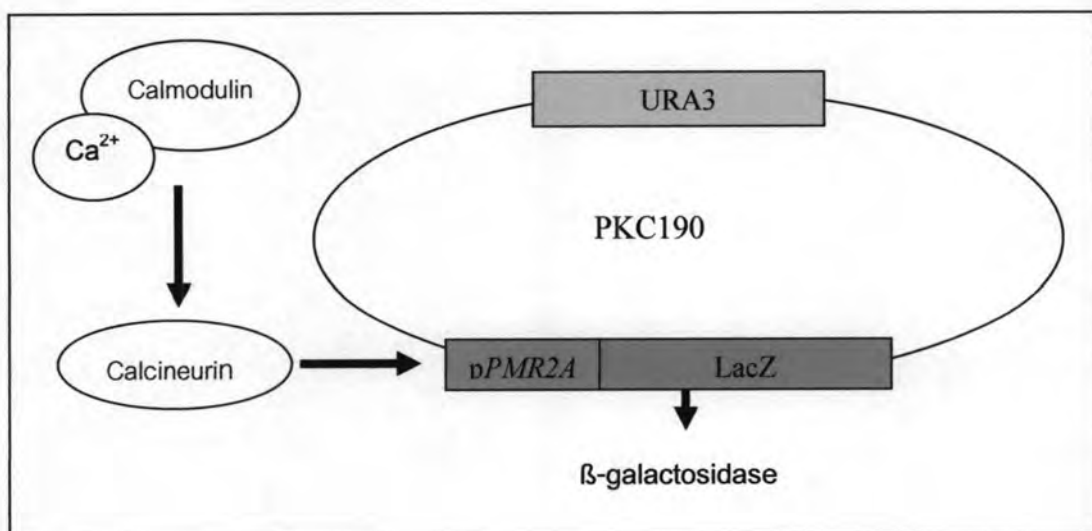 Calmodulin
Ca²⁺
URA3
PKC190
Calcineurin
pPMR2A
LacZ
ß-galactosidase